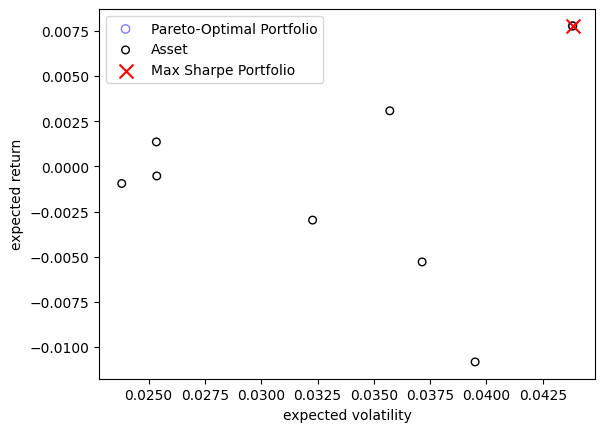 Pareto-Optimal Portfolio
Asset
Max Sharpe Portfolio
0.0075
0.0050
0.0025
0.0000
−0.0025
−0.0050
−0.0075
−0.0100
expected return
0.0250 0.0275 0.0300 0.0325 0.0350 0.0375 0.0400 0.0425
expected volatility